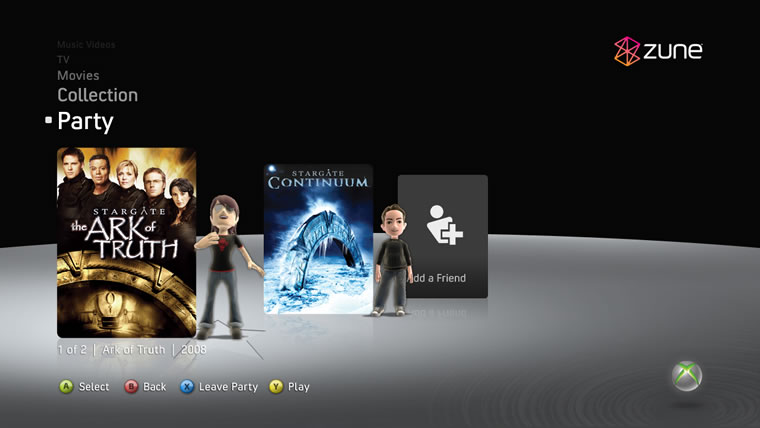 Music Videos
TV
Movies
Collection
Party
zune
STARGATE
the ARK of
TRUTH
STARGATE
CONTINUUM
dd a Friend
1 of 2 | Ark of Truth | 2008
A Select B Back X Leave Party Y Play